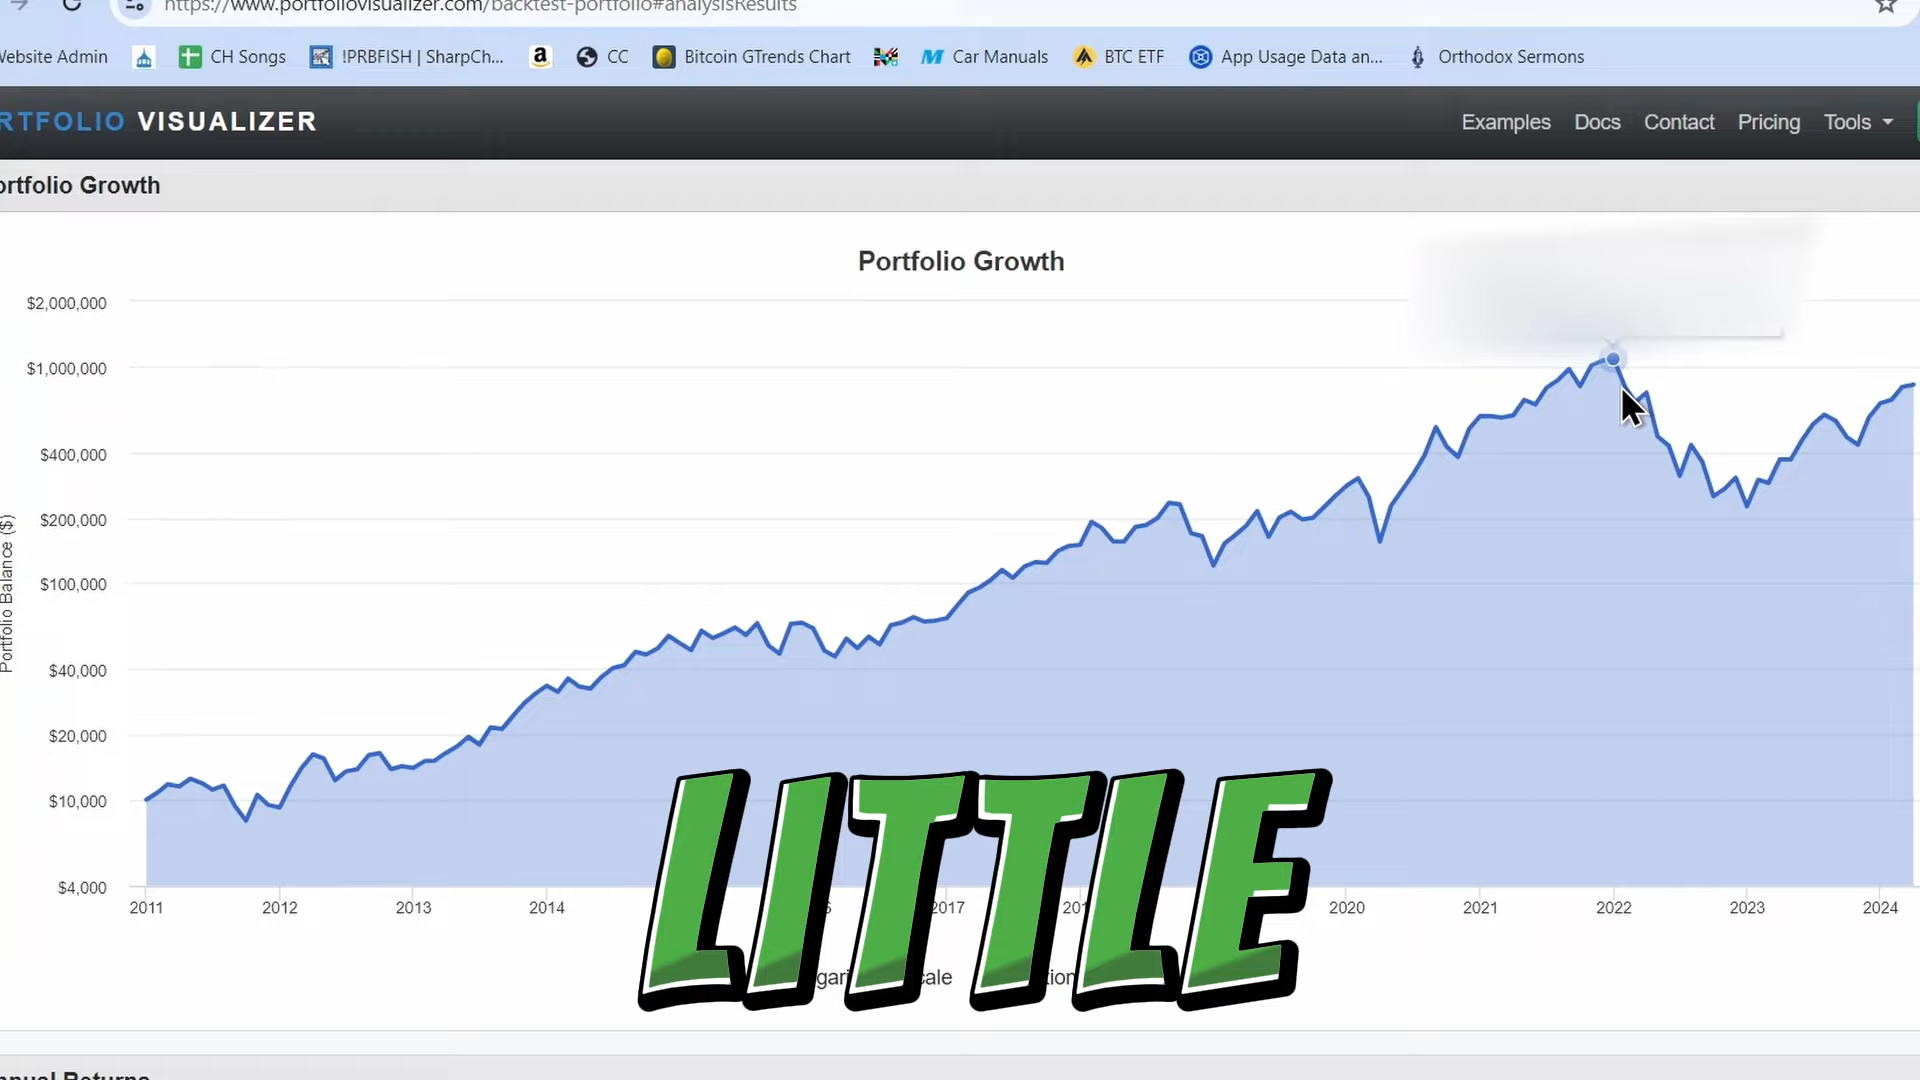 https://www.portfoliovisualizer.com/backtest-portfolio#analysisResults
Website Admin CH Songs !PRBFISH | SharpCh... CC Bitcoin GTrends Chart Car Manuals BTC ETF App Usage Data an... Orthodox Sermons
RTFOLIO VISUALIZER Examples Docs Contact Pricing Tools
ortfolio Growth
Portfolio Growth
$2,000,000
$1,000,000
$400,000
$200,000
$100,000
$40,000
$20,000
$10,000
$4,000
Portfolio Balance ($)
2011 2012 2013 2014 2017 2020 2021 2022 2023 2024
LITTLE
nnual Returns